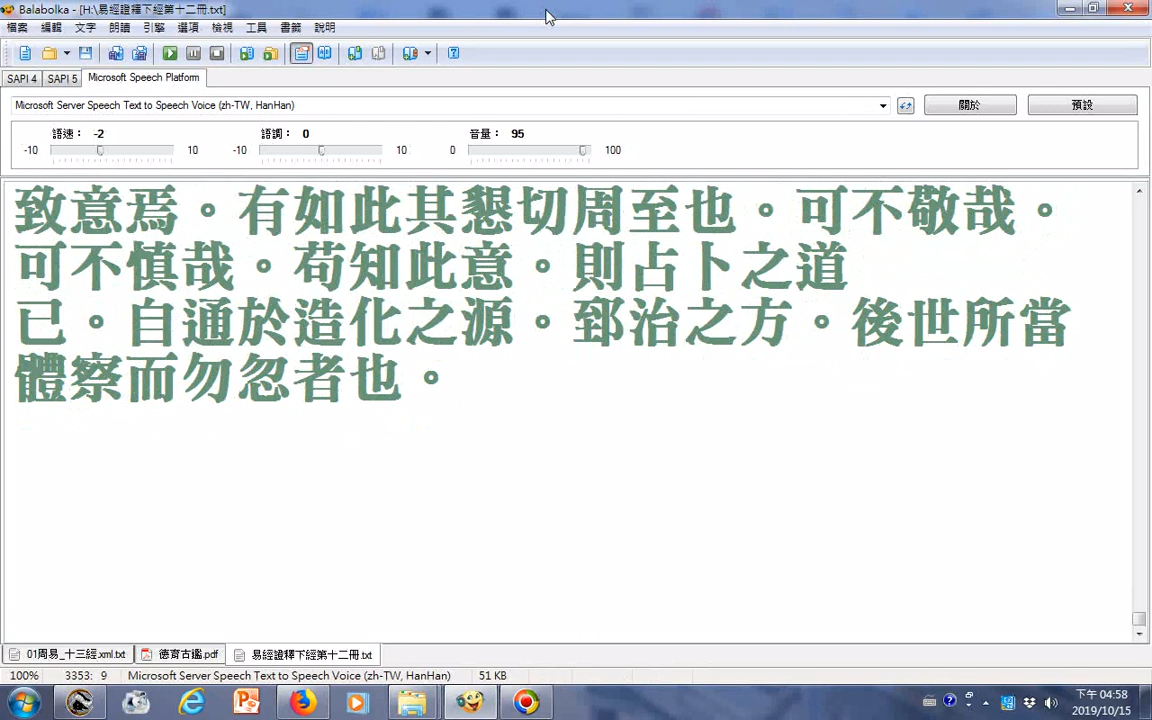 Balabolka - [H:\易經證釋下經第十二冊.txt]
檔案 編輯 文字 朗讀 引擎 選項 檢視 工具 書籤 說明
SAPI 4 SAPI 5 Microsoft Speech Platform
Microsoft Server Speech Text to Speech Voice (zh-TW, HanHan) 關於 預設
語速： -2 語調： 0 音量： 95
-10 10 -10 10 0 100
致意焉。有如此其懇切周至也。可不敬哉。
可不慎哉。苟知此意。則占卜之道
已。自通於造化之源。郅治之方。後世所當
體察而勿忽者也。
01周易_十三經.xml.txt 德育古鑑.pdf 易經證釋下經第十二冊.txt
100% 3353: 9 Microsoft Server Speech Text to Speech Voice (zh-TW, HanHan) 51 KB
下午 04:58
2019/10/15